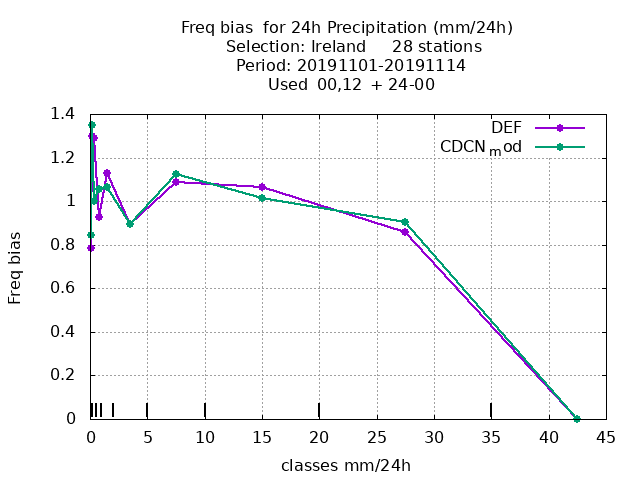 Freq bias  for 24h Precipitation (mm/24h)
Selection: Ireland     28 stations
Period: 20191101-20191114
Used  00,12  + 24-00
DEF
CDCNmod
1.4
1.2
1
0.8
0.6
0.4
0.2
0
Freq bias
0 5 10 15 20 25 30 35 40 45
classes mm/24h